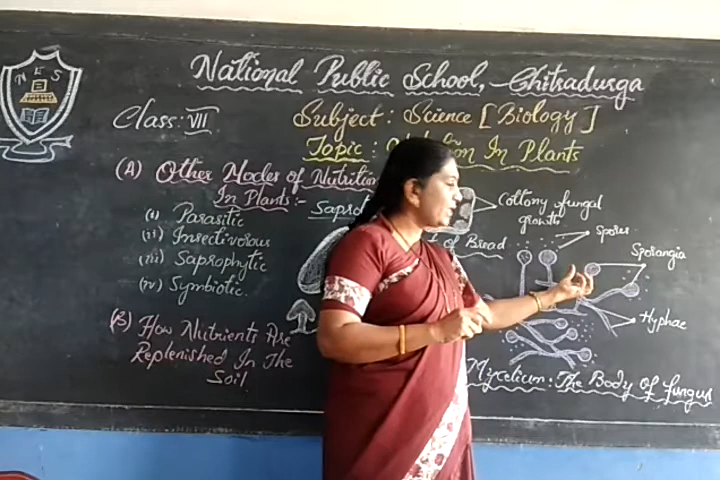 N E S
National Public School, Chitradurga
Class: VII
Subject: Science [Biology]
Topic: In Plants
(A) Other Modes of Nutrition
In Plants:-
(i) Parasitic
(ii) Insectivorous
(iii) Saprophytic
(iv) Symbiotic.
(B) How Nutrients Are
Replenished In The
Soil
Cottony fungal
growth
of Bread
Spores
Sporangia
Hyphae
Mycelium: The Body of fungus